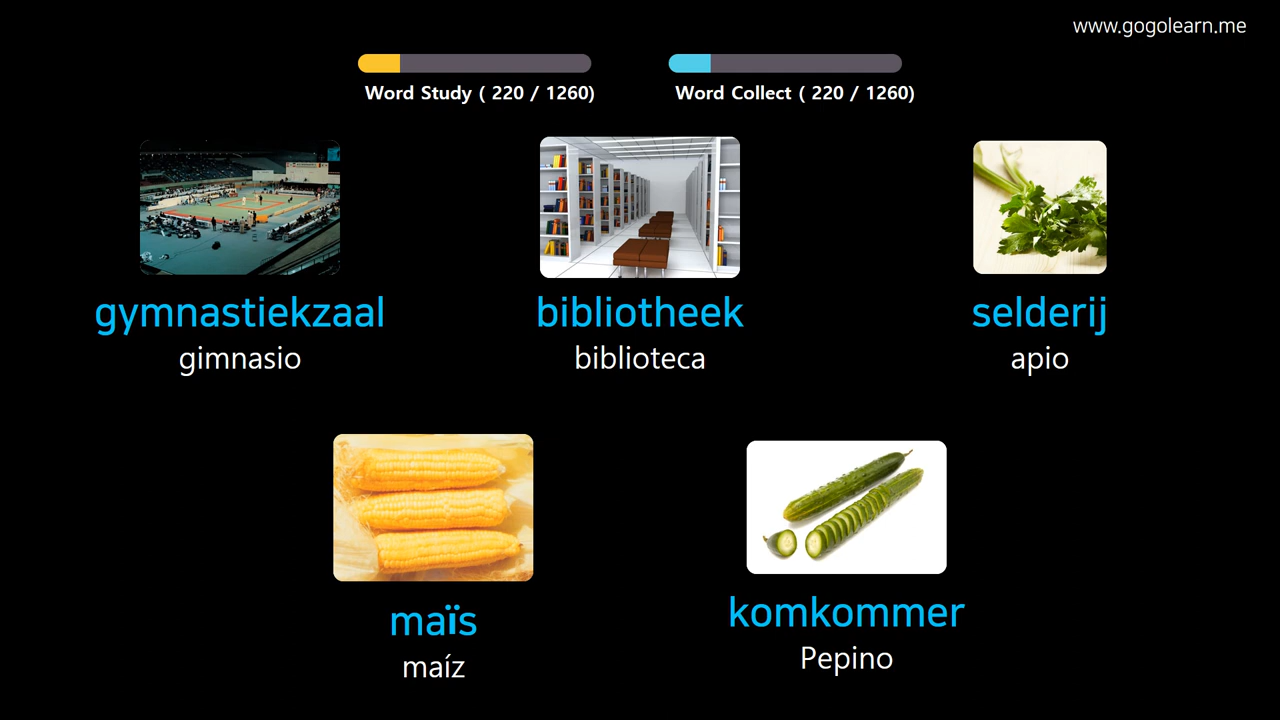 www.gogolearn.me
Word Study ( 220 / 1260)
Word Collect ( 220 / 1260)
gymnastiekzaal
gimnasio
bibliotheek
biblioteca
selderij
apio
maïs
maíz
komkommer
Pepino